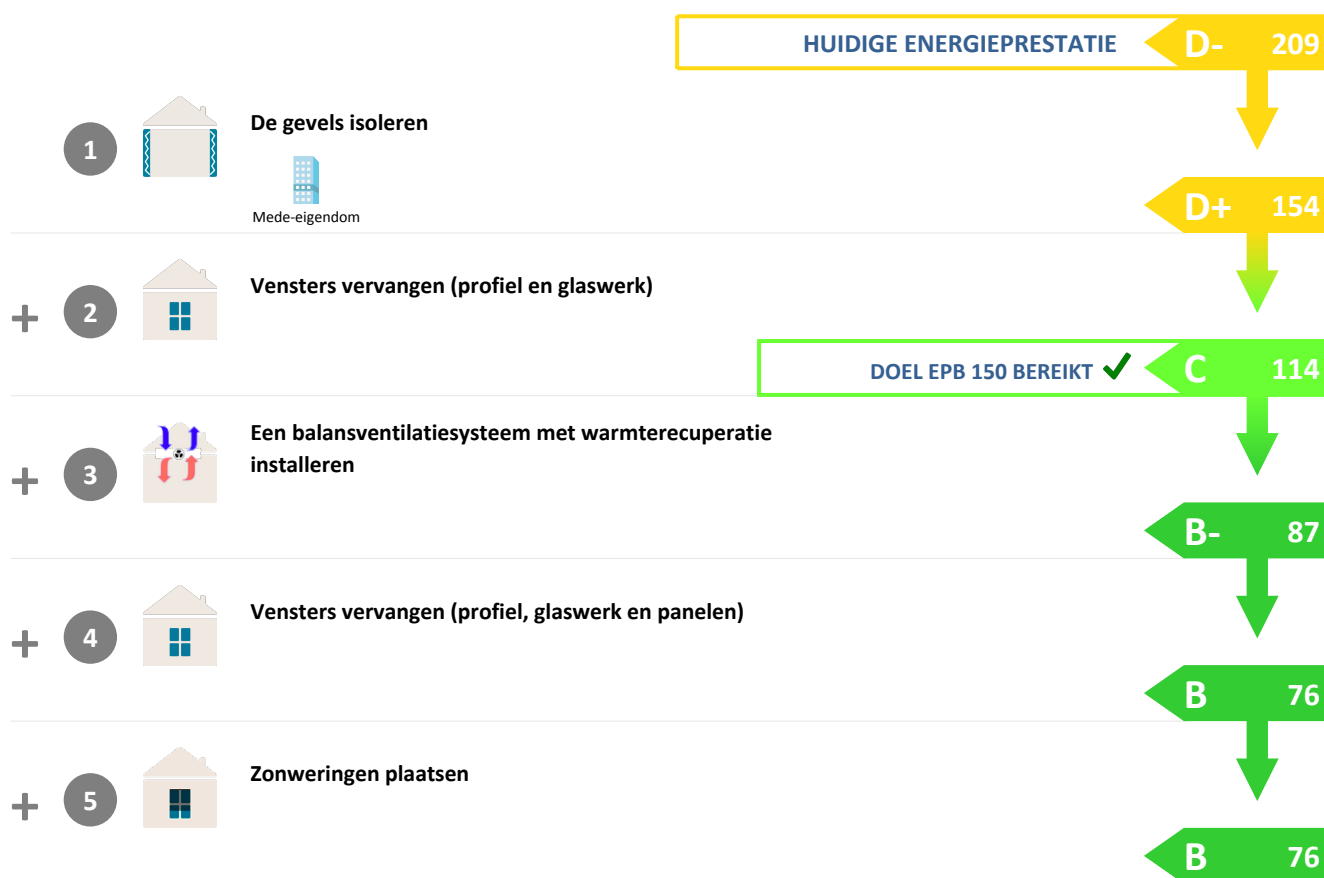 HUIDIGE ENERGIEPRESTATIE D- 209
1 De gevels isoleren
Mede-eigendom
D+ 154
+ 2 Vensters vervangen (profiel en glaswerk)
DOEL EPB 150 BEREIKT ✔ C 114
+ 3 Een balansventilatiesysteem met warmterecuperatie
installeren
B- 87
+ 4 Vensters vervangen (profiel, glaswerk en panelen)
B 76
+ 5 Zonweringen plaatsen
B 76